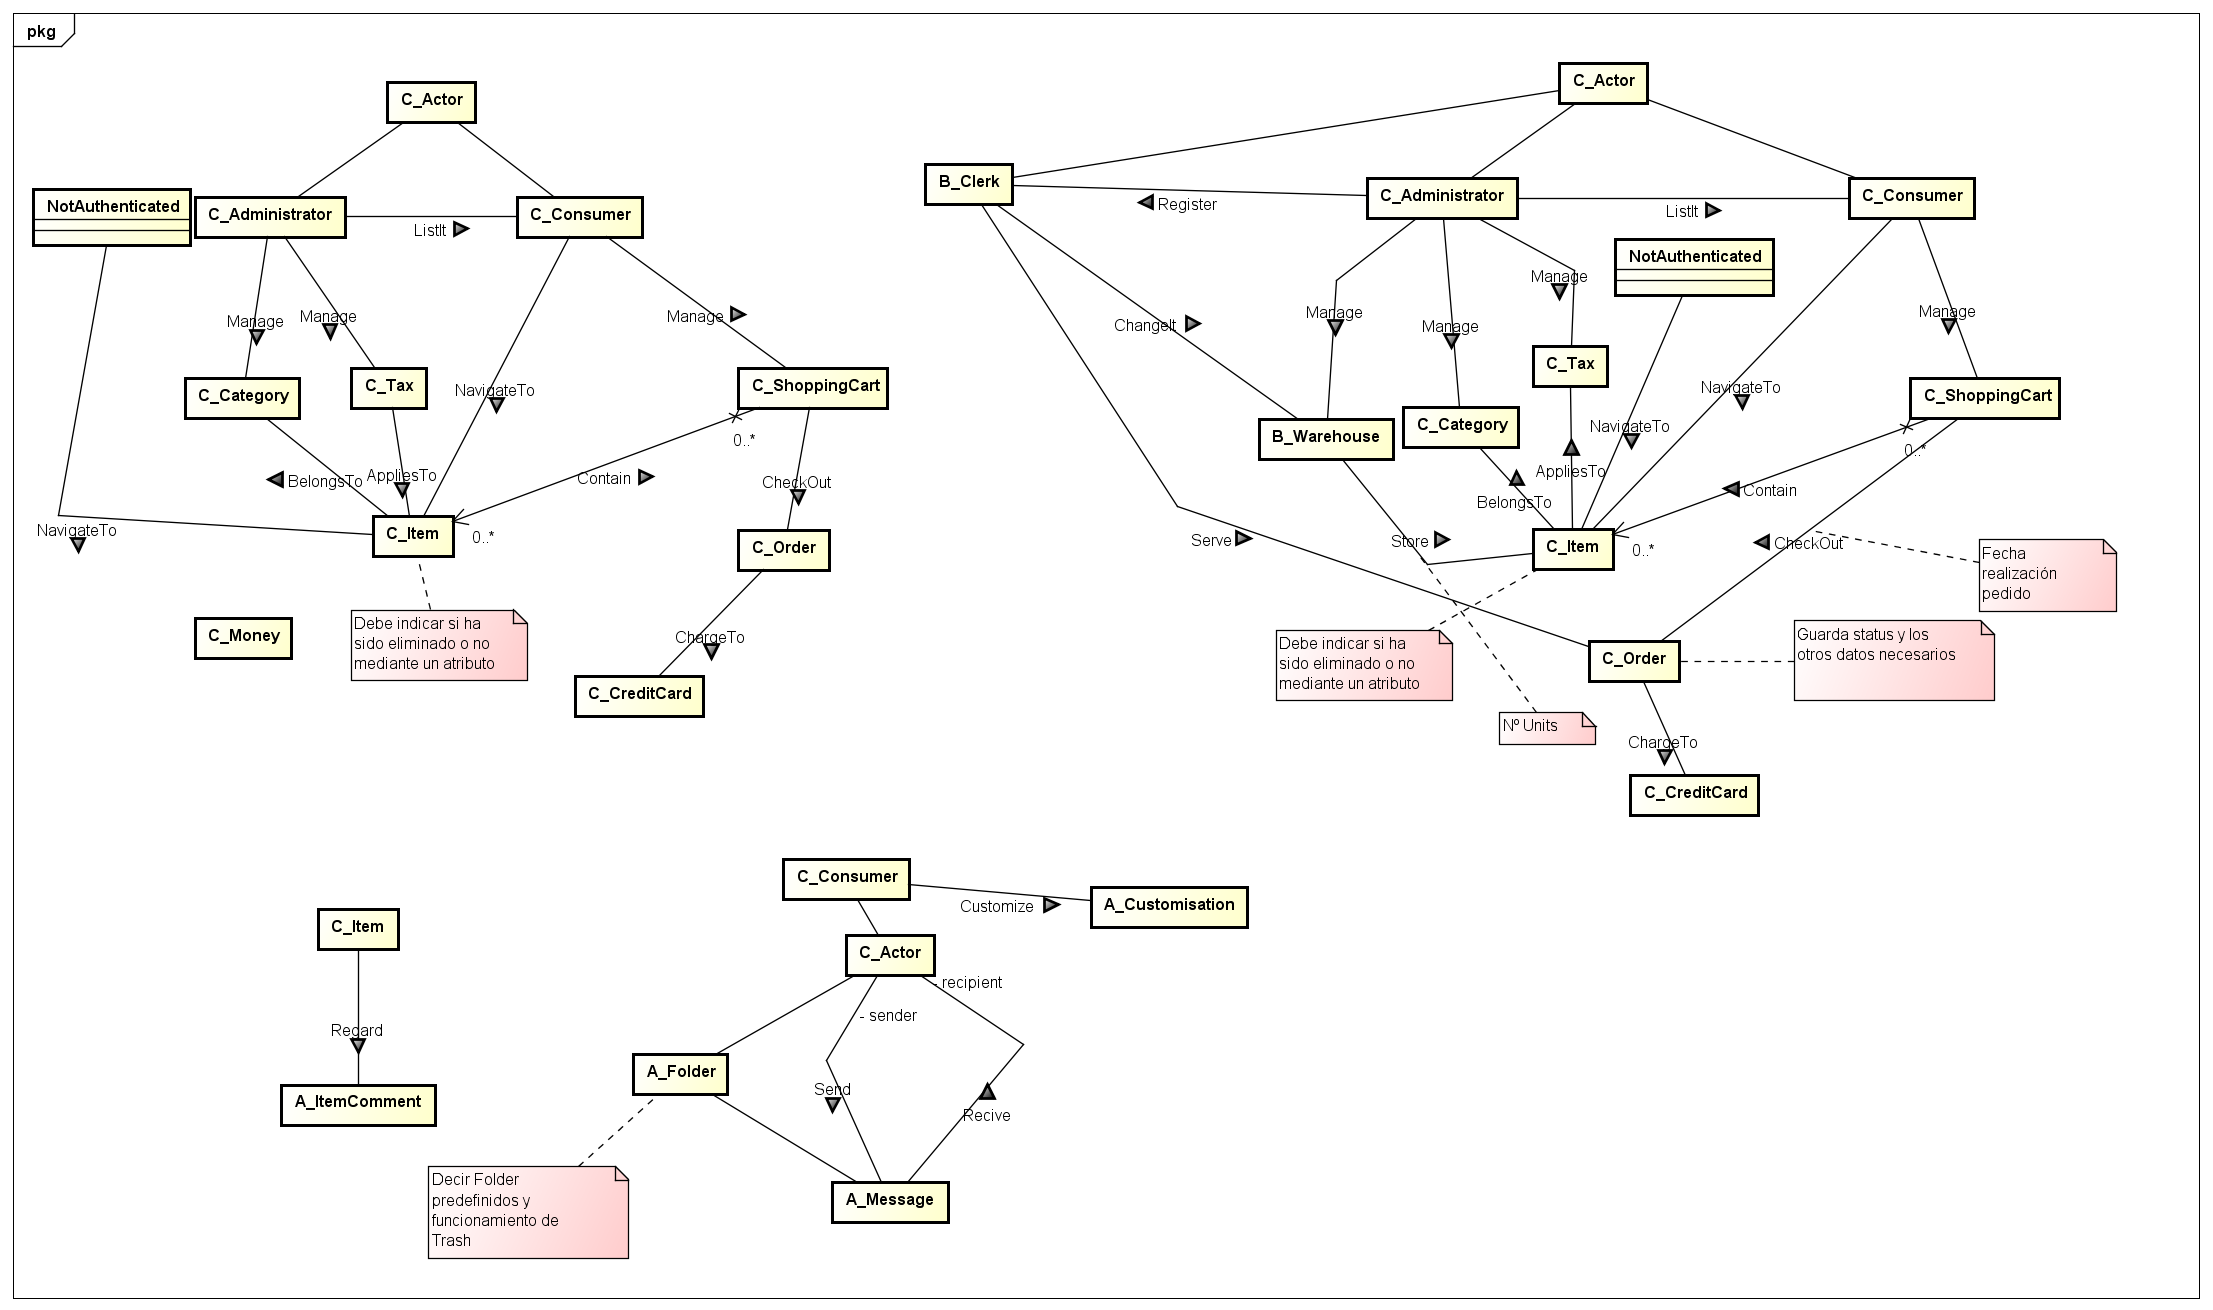 pkg
C_Actor
NotAuthenticated
C_Administrator
C_Consumer
ListIt
Manage
Manage
Manage
C_Category
C_Tax
NavigateTo
C_ShoppingCart
0..*
BelongsTo
AppliesTo
Contain
CheckOut
NavigateTo
C_Item
0..*
C_Order
C_Money
Debe indicar si ha
sido eliminado o no
mediante un atributo
ChargeTo
C_CreditCard
C_Actor
B_Clerk
C_Administrator
C_Consumer
Register
ListIt
NotAuthenticated
Manage
ChangeIt
Manage
Manage
Manage
C_Tax
NavigateTo
C_ShoppingCart
B_Warehouse
C_Category
NavigateTo
0..*
AppliesTo
BelongsTo
Contain
Serve
Store
C_Item
0..*
CheckOut
Fecha
realización
pedido
Debe indicar si ha
sido eliminado o no
mediante un atributo
C_Order
Guarda status y los
otros datos necesarios
Nº Units
ChargeTo
C_CreditCard
C_Item
Regard
A_ItemComment
C_Consumer
Customize
A_Customisation
C_Actor
- recipient
- sender
A_Folder
Send
Recive
Decir Folder
predefinidos y
funcionamiento de
Trash
A_Message